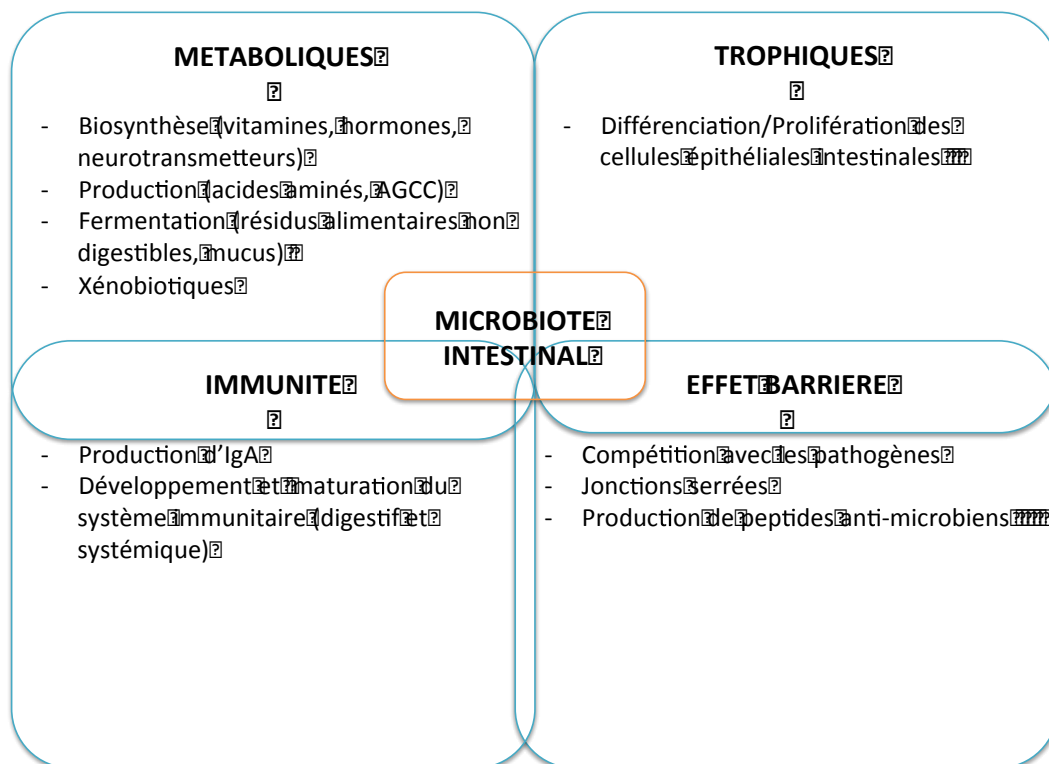 METABOLIQUES
- Biosynthèse (vitamines, hormones,
neurotransmetteurs)
- Production (acides aminés, AGCC)
- Fermentation (résidus alimentaires non
digestibles, mucus)
- Xénobiotiques
TROPHIQUES
- Différenciation/Prolifération des
cellules épithéliales intestinales
MICROBIOTE
INTESTINAL
IMMUNITE
- Production d'IgA
- Développement et maturation du
système immunitaire (digestif et
systémique)
EFFET BARRIERE
- Compétition avec les pathogènes
- Jonctions serrées
- Production de peptides anti-microbiens